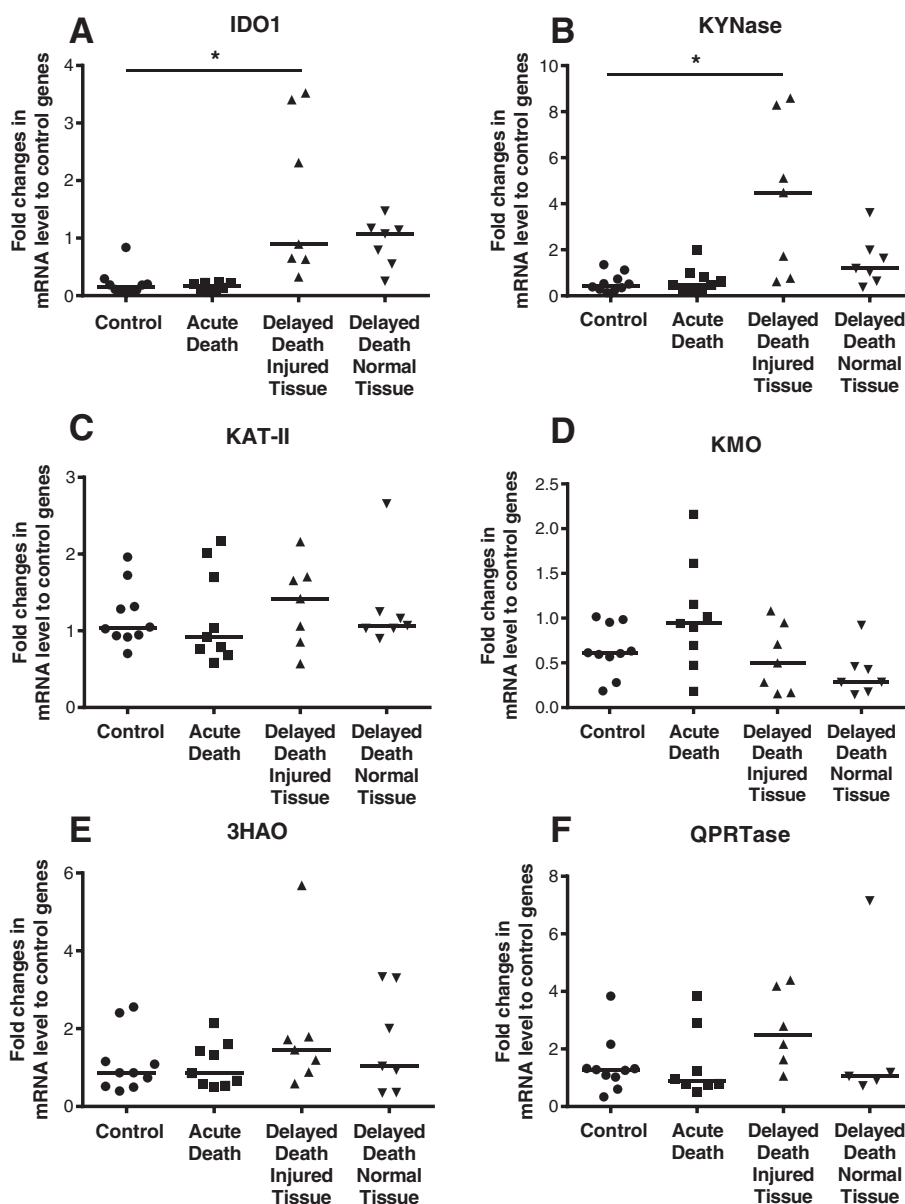 A
IDO1
*
Fold changes in
mRNA level to control genes
4
3
2
1
0
Control
Acute
Death
Delayed
Death
Injured
Tissue
Delayed
Death
Normal
Tissue
B
KYNase
*
Fold changes in
mRNA level to control genes
10
8
6
4
2
0
Control
Acute
Death
Delayed
Death
Injured
Tissue
Delayed
Death
Normal
Tissue
C
KAT-II
Fold changes in
mRNA level to control genes
3
2
1
0
Control
Acute
Death
Delayed
Death
Injured
Tissue
Delayed
Death
Normal
Tissue
D
KMO
Fold changes in
mRNA level to control genes
2.5
2.0
1.5
1.0
0.5
0.0
Control
Acute
Death
Delayed
Death
Injured
Tissue
Delayed
Death
Normal
Tissue
E
3HAO
Fold changes in
mRNA level to control genes
6
4
2
0
Control
Acute
Death
Delayed
Death
Injured
Tissue
Delayed
Death
Normal
Tissue
F
QPRTase
Fold changes in
mRNA level to control genes
8
6
4
2
0
Control
Acute
Death
Delayed
Death
Injured
Tissue
Delayed
Death
Normal
Tissue